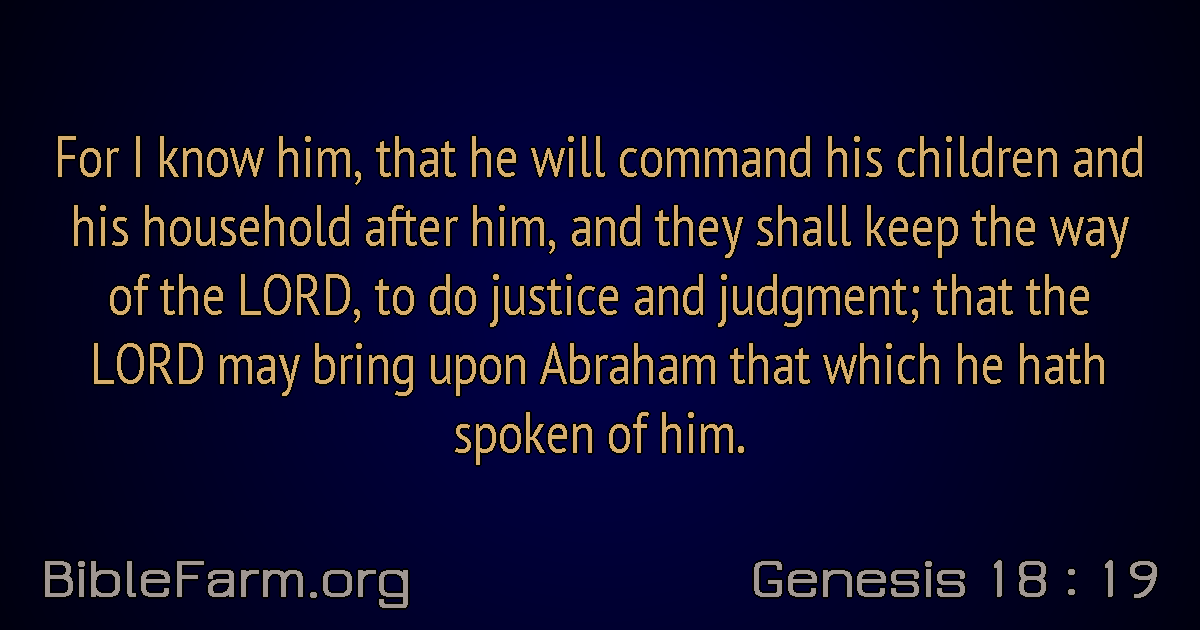 For I know him, that he will command his children and
his household after him, and they shall keep the way
of the LORD, to do justice and judgment; that the
LORD may bring upon Abraham that which he hath
spoken of him.
BibleFarm.org
Genesis 18 : 19